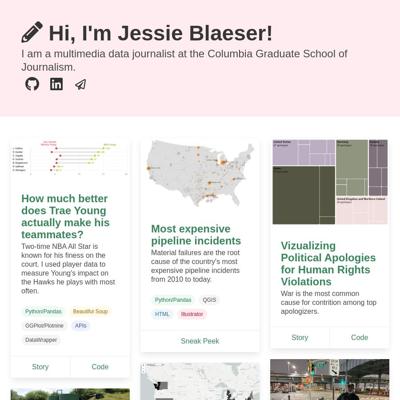 Hi, I'm Jessie Blaeser!
I am a multimedia data journalist at the Columbia Graduate School of
Journalism.
How much better
does Trae Young
actually make his
teammates?
Two-time NBA All Star is
known for his finess on the
court. I used player data to
measure Young's impact on
the Hawks he plays with most
often.
Python/Pandas
Beautiful Soup
GGPlot/Plotnine
APIs
DataWrapper
Story
Code
Most expensive
pipeline incidents
Material failures are the root
cause of the country's most
expensive pipeline incidents
from 2010 to today.
Python/Pandas
QGIS
HTML
Illustrator
Sneak Peek
Vizualizing
Political Apologies
for Human Rights
Violations
War is the most common
cause for contrition among top
apologizers.
Story
Code